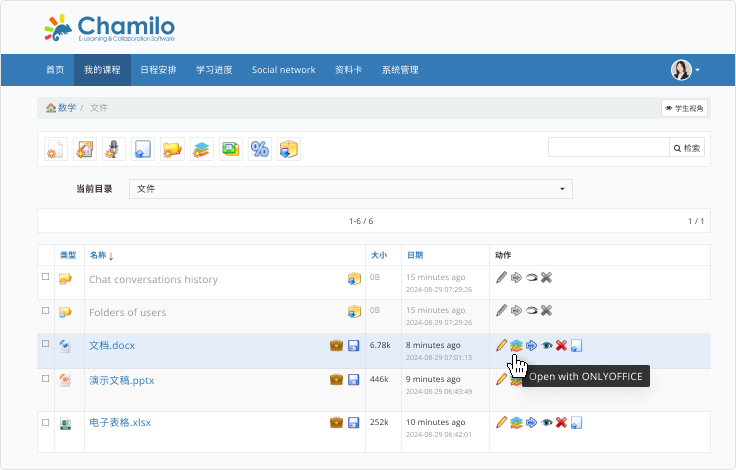 Chamilo
E-Learning & Collaboration Software
首页 我的课程 日程安排 学习进度 Social network 资料卡 系统管理
数学 / 文件 学生视角
检索
当前目录 文件
1-6 / 6 1 / 1
类型 名称 ↓ 大小 日期 动作
Chat conversations history 0B 15 minutes ago
2024-08-29 07:29:26
Folders of users 0B 15 minutes ago
2024-08-29 07:29:26
文档.docx 6.78k 8 minutes ago
2024-08-29 07:01:13
Open with ONLYOFFICE
演示文稿.pptx 446k 9 minutes ago
2024-08-29 06:43:49
电子表格.xlsx 252k 10 minutes ago
2024-08-29 06:42:01